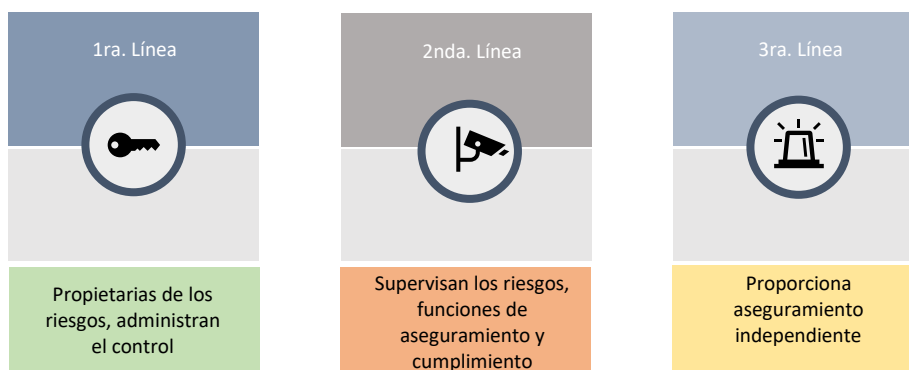 1ra. Línea
Propietarias de los
riesgos, administran
el control
2nda. Línea
Supervisan los riesgos,
funciones de
aseguramiento y
cumplimiento
3ra. Línea
Proporciona
aseguramiento
independiente